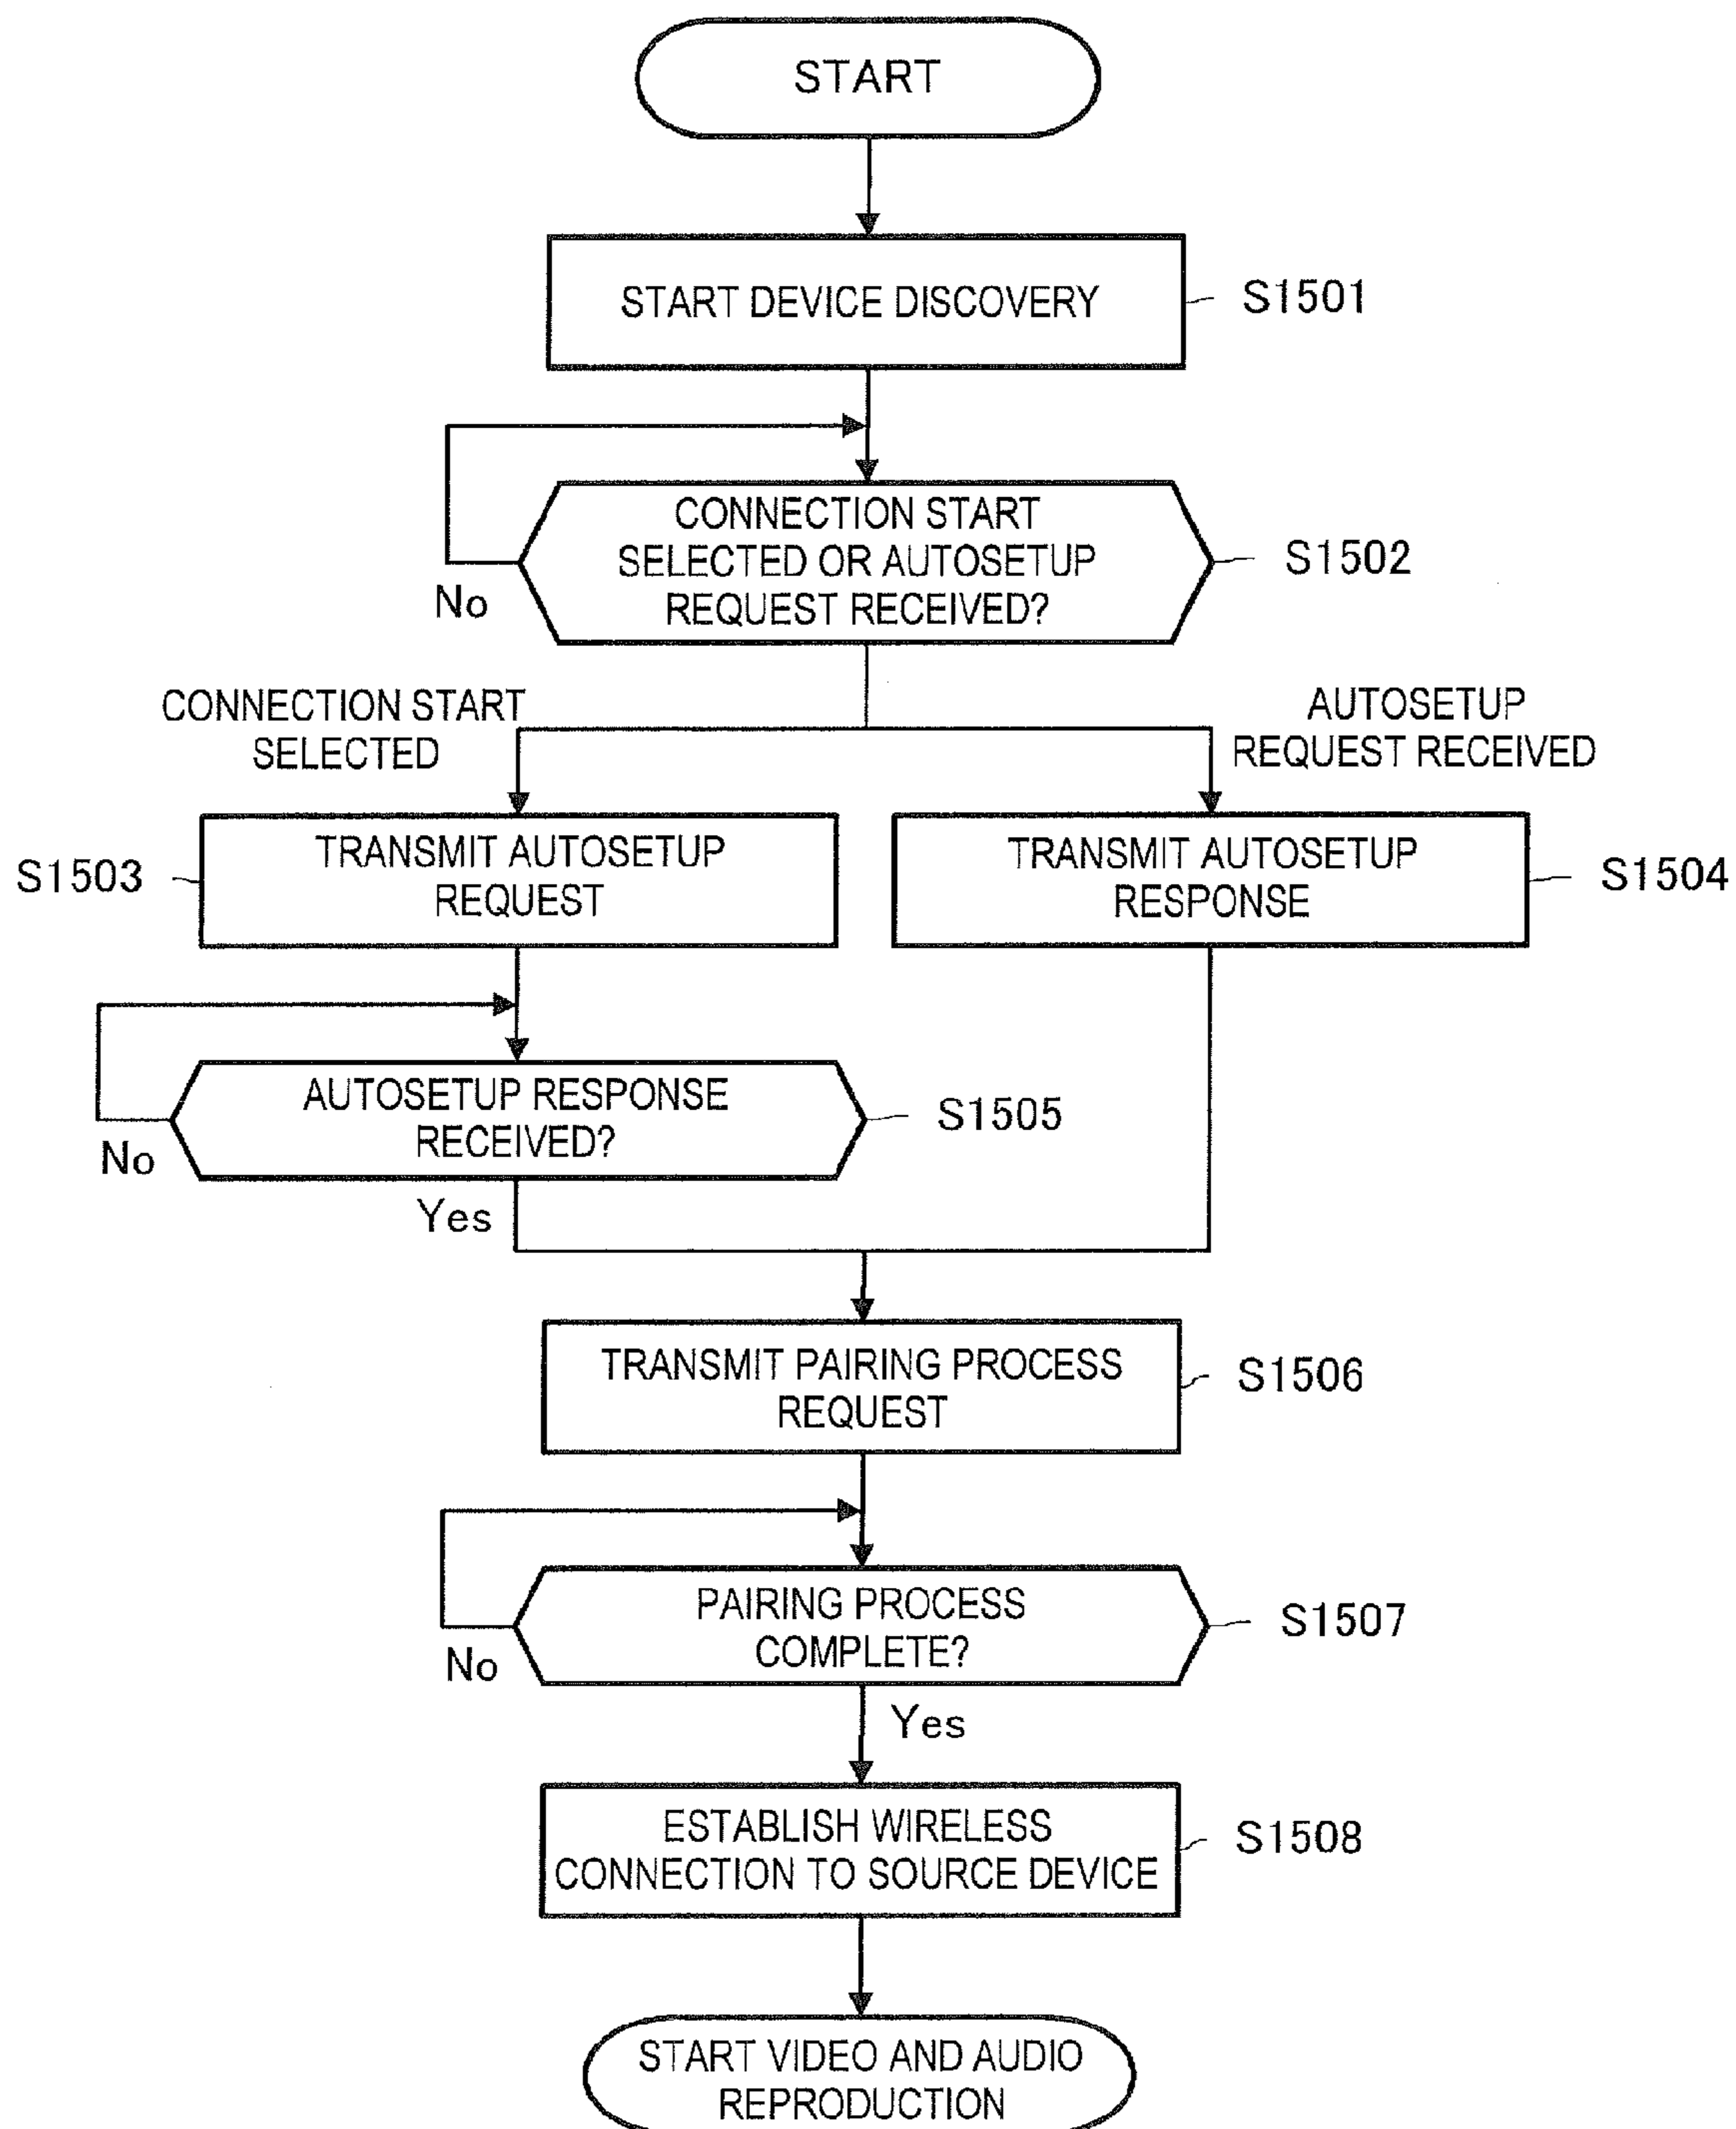 START
START DEVICE DISCOVERY
S1501
CONNECTION START
SELECTED OR AUTOSETUP
REQUEST RECEIVED?
S1502
No
CONNECTION START
SELECTED
AUTOSETUP
REQUEST RECEIVED
S1503
TRANSMIT AUTOSETUP
REQUEST
TRANSMIT AUTOSETUP
RESPONSE
S1504
AUTOSETUP RESPONSE
RECEIVED?
S1505
No
Yes
TRANSMIT PAIRING PROCESS
REQUEST
S1506
PAIRING PROCESS
COMPLETE?
S1507
No
Yes
ESTABLISH WIRELESS
CONNECTION TO SOURCE DEVICE
S1508
START VIDEO AND AUDIO
REPRODUCTION